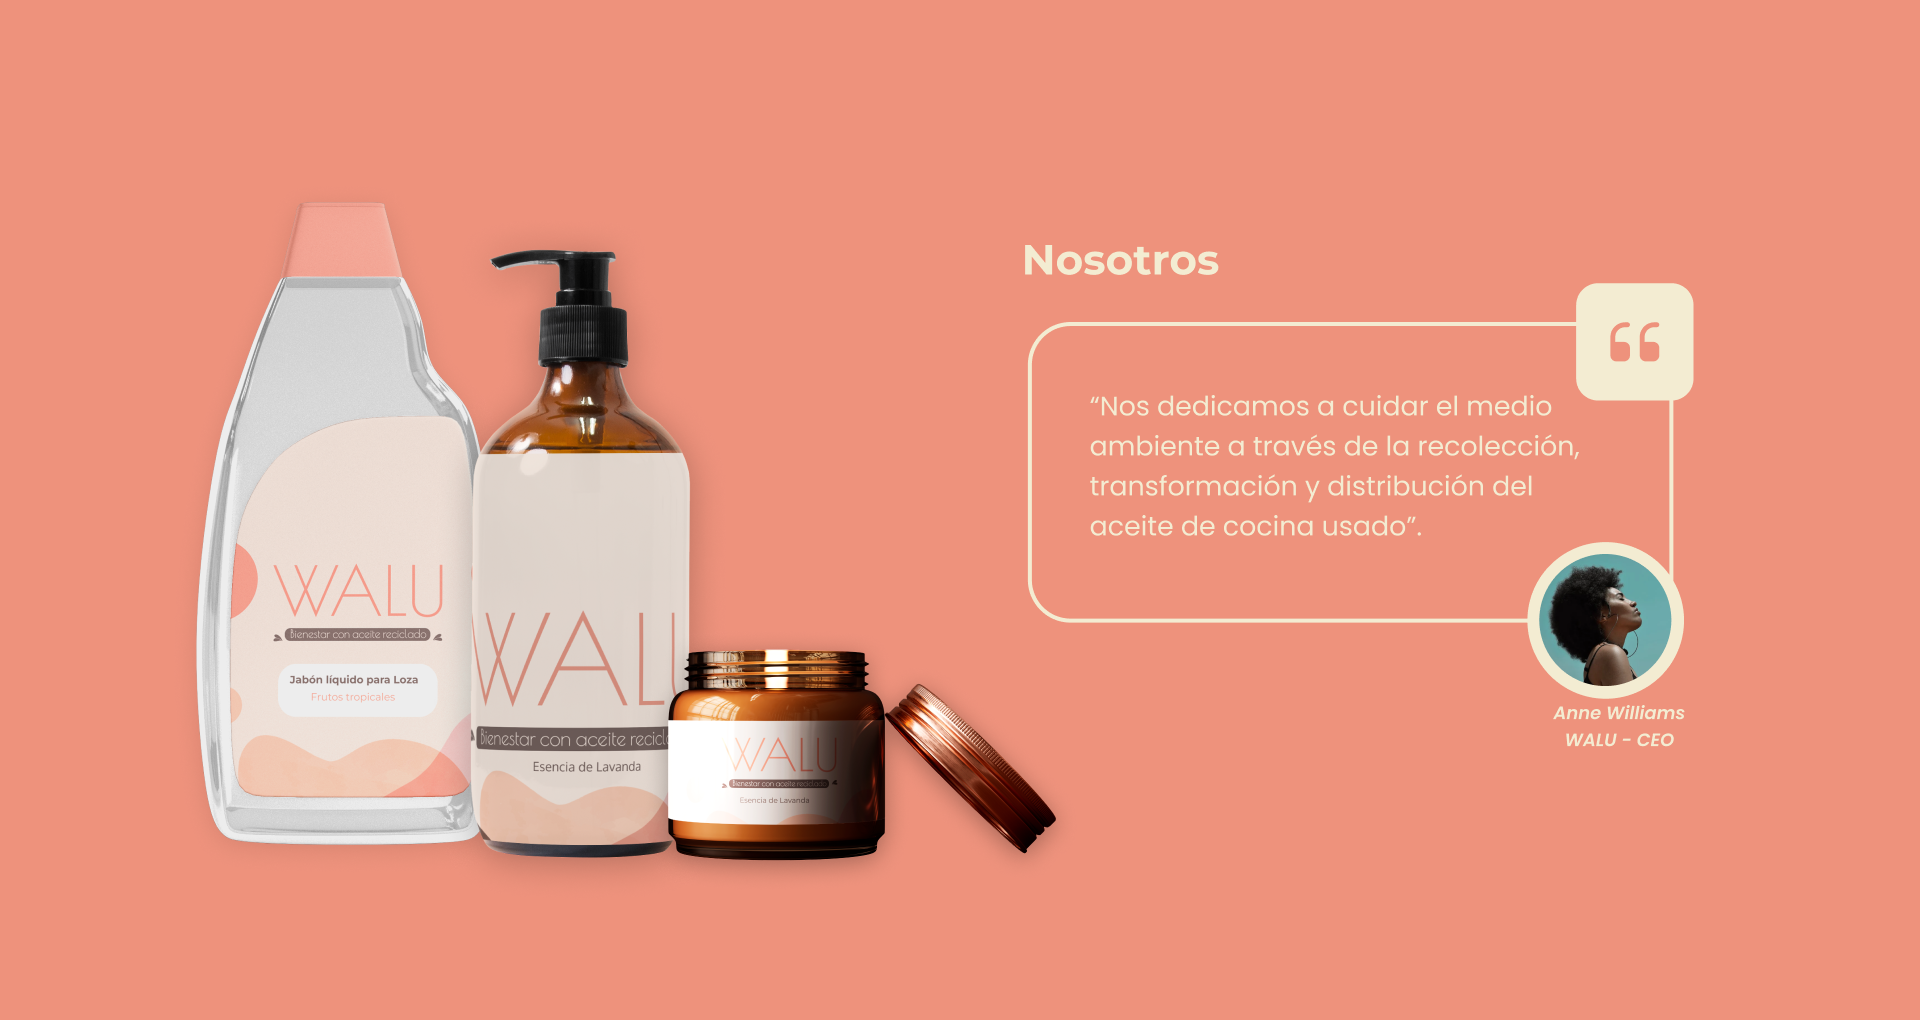 WALU
Bienestar con aceite reciclado
Jabón líquido para Loza
Frutos tropicales
WALU
Bienestar con aceite recicla
Esencia de Lavanda
WALU
Bienestar con aceite reciclado
Esencia de Lavanda
Nosotros
“Nos dedicamos a cuidar el medio
ambiente a través de la recolección,
transformación y distribución del
aceite de cocina usado”.
Anne Williams
WALU - CEO